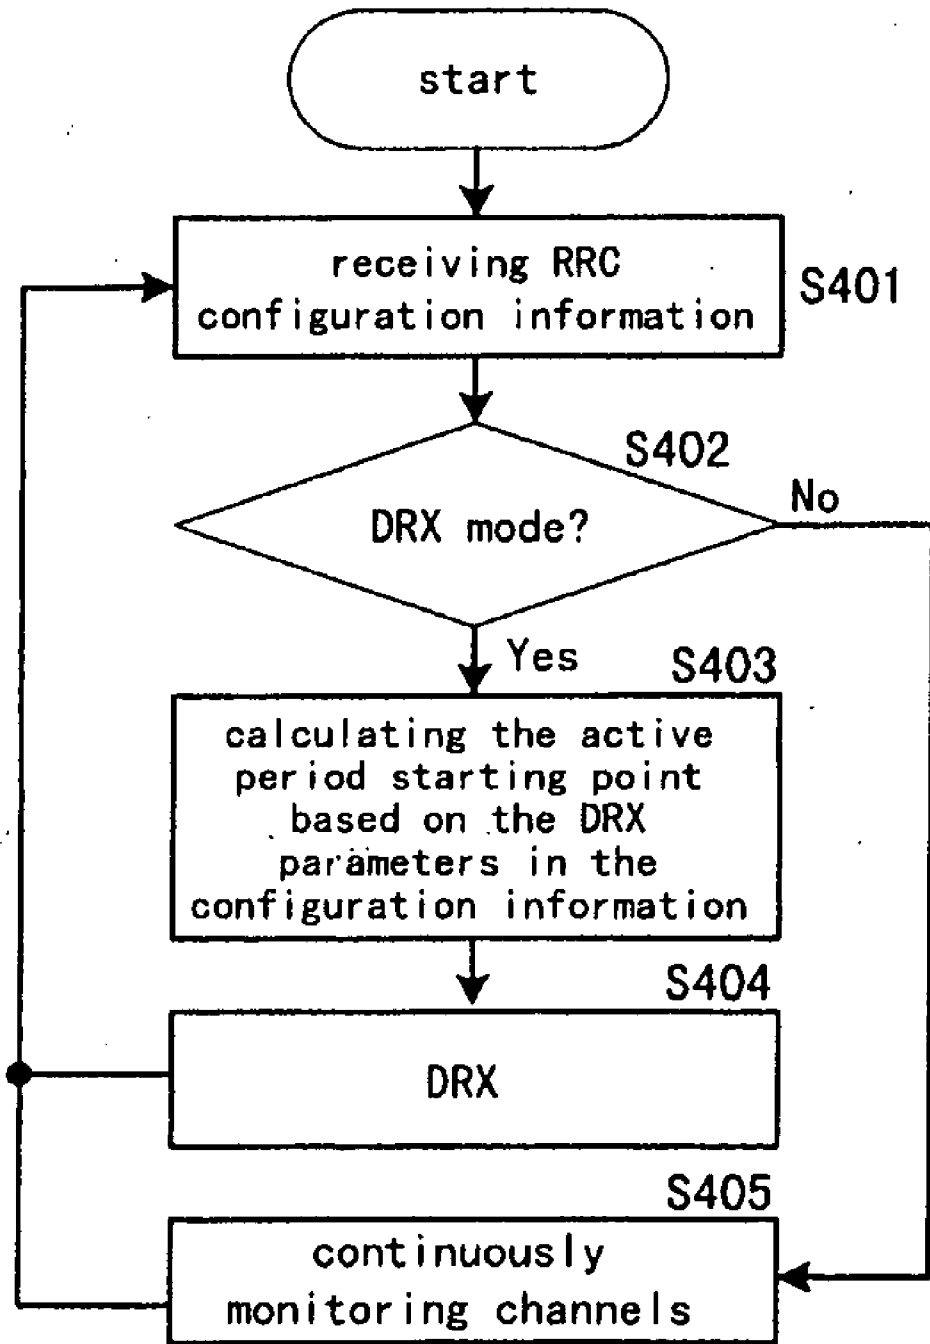 start
receiving RRC
configuration information
S401
S402
DRX mode?
No
Yes
S403
calculating the active
period starting point
based on the DRX
parameters in the
configuration information
S404
DRX
S405
continuously
monitoring channels